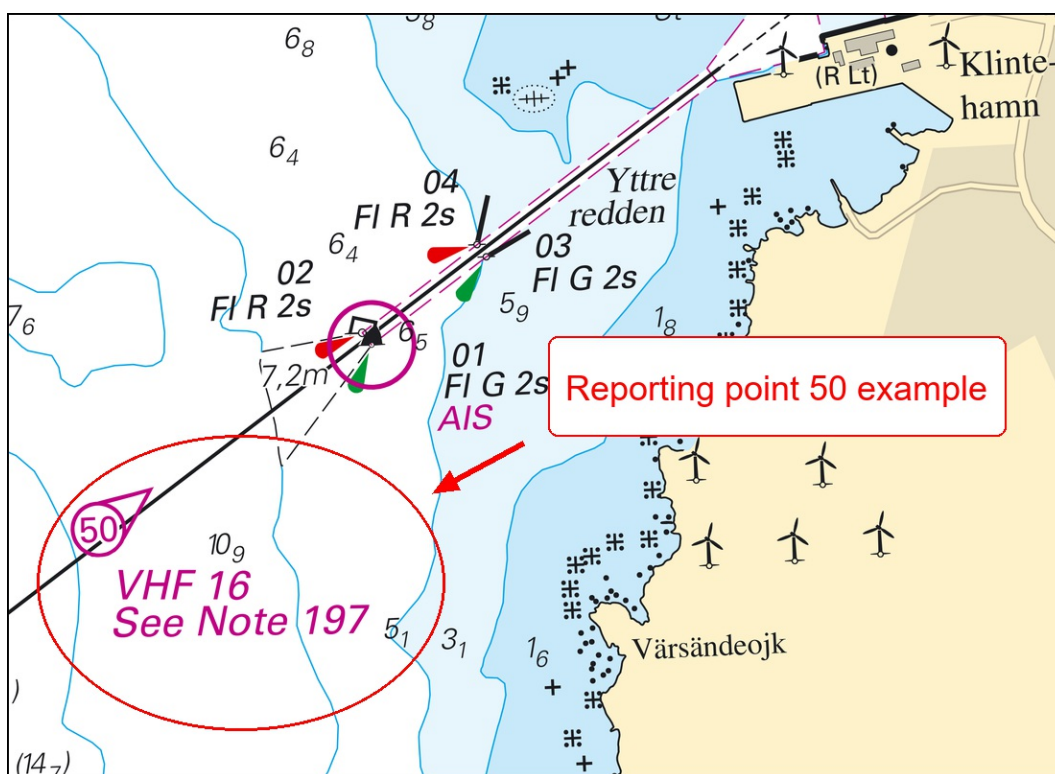 5₈
6₈
(R Lt)
Klinte-
hamn
6₄
04
Fl R 2s
Yttre
redden
6₄
03
Fl G 2s
02
Fl R 2s
7₆
5₉
1₈
6₅
7,2m
01
Fl G 2s
AIS
Reporting point 50 example
50
10₉
VHF 16
See Note 197
5₁
3₁
1₆
Värsändeojk
(14₇)